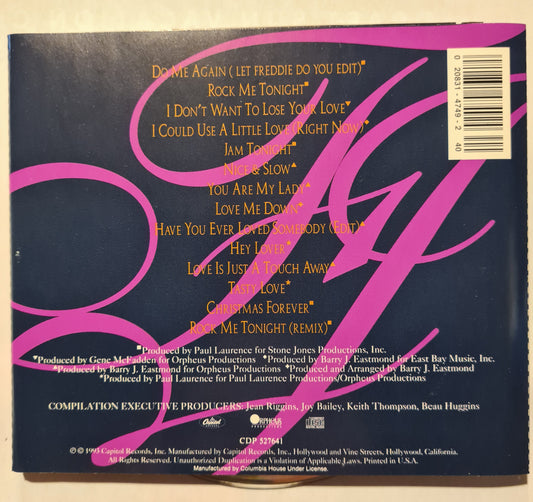 Do Me Again ( Let Freddie Do You Edit)■
Rock Me Tonight■
I Don't Want To Lose Your Love▼
I Could Use A Little Love (Right Now)*
Jam Tonight■
Nice & Slow▲
You Are My Lady▲
Love Me Down*
Have You Ever Loved Somebody (Edit)▲
Hey Lover*
Love Is Just A Touch Away▲
Tasty Love*
Christmas Forever■
Rock Me Tonight (Remix)■
■Produced by Paul Laurence for Stone Jones Productions, Inc.
▼Produced by Gene McFadden for Orpheus Productions *Produced by Barry J. Eastmond for East Bay Music, Inc.
▲Produced by Barry J. Eastmond for Orpheus Productions *Produced and Arranged by Barry J. Eastmond
*Produced by Paul Laurence for Paul Laurence Productions/Orpheus Productions
COMPILATION EXECUTIVE PRODUCERS: Jean Riggins, Joy Bailey, Keith Thompson, Beau Huggins
Capitol ORPHEUS PRODUCTIONS
CDP 527641
℗ © 1993 Capitol Records, Inc. Manufactured by Capitol Records, Inc., Hollywood and Vine Streets, Hollywood, California.
All Rights Reserved. Unauthorized Duplication is a Violation of Applicable Laws. Printed in U.S.A.
Manufactured by Columbia House Under License.
0 20831-4749-2 40